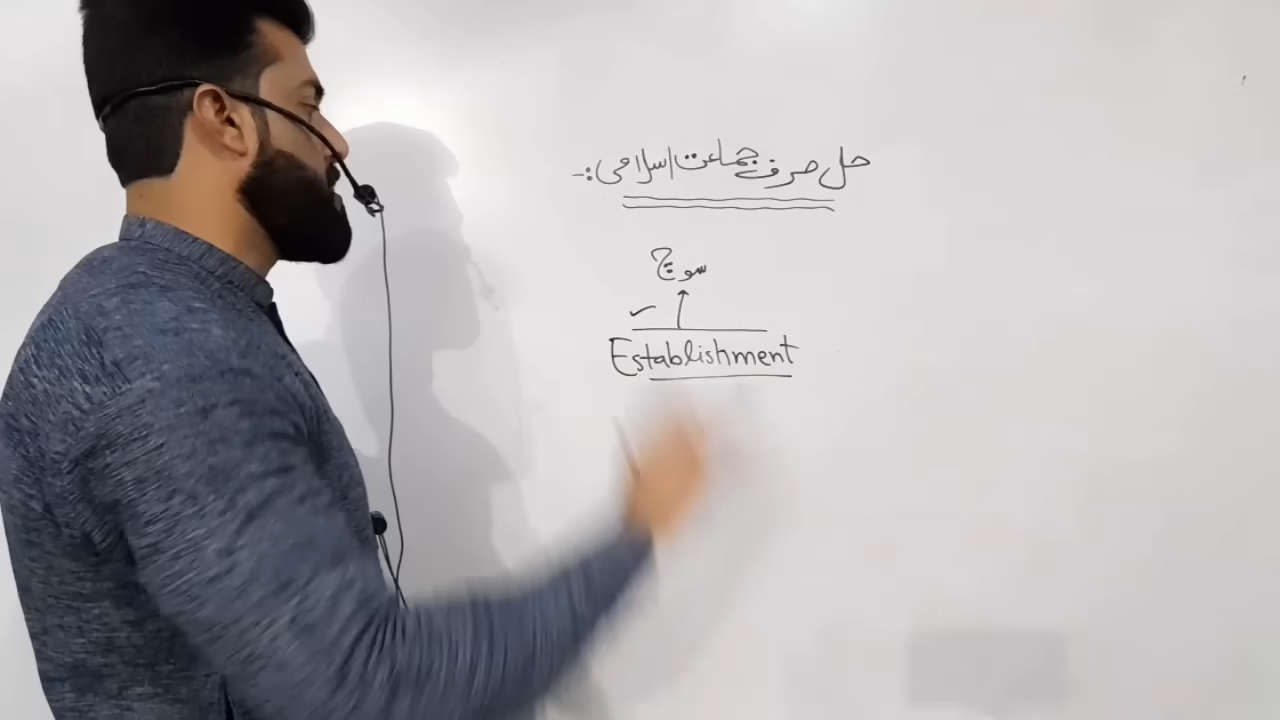 حل صرف جماعت اسلامی :-
سوچ
Establishment